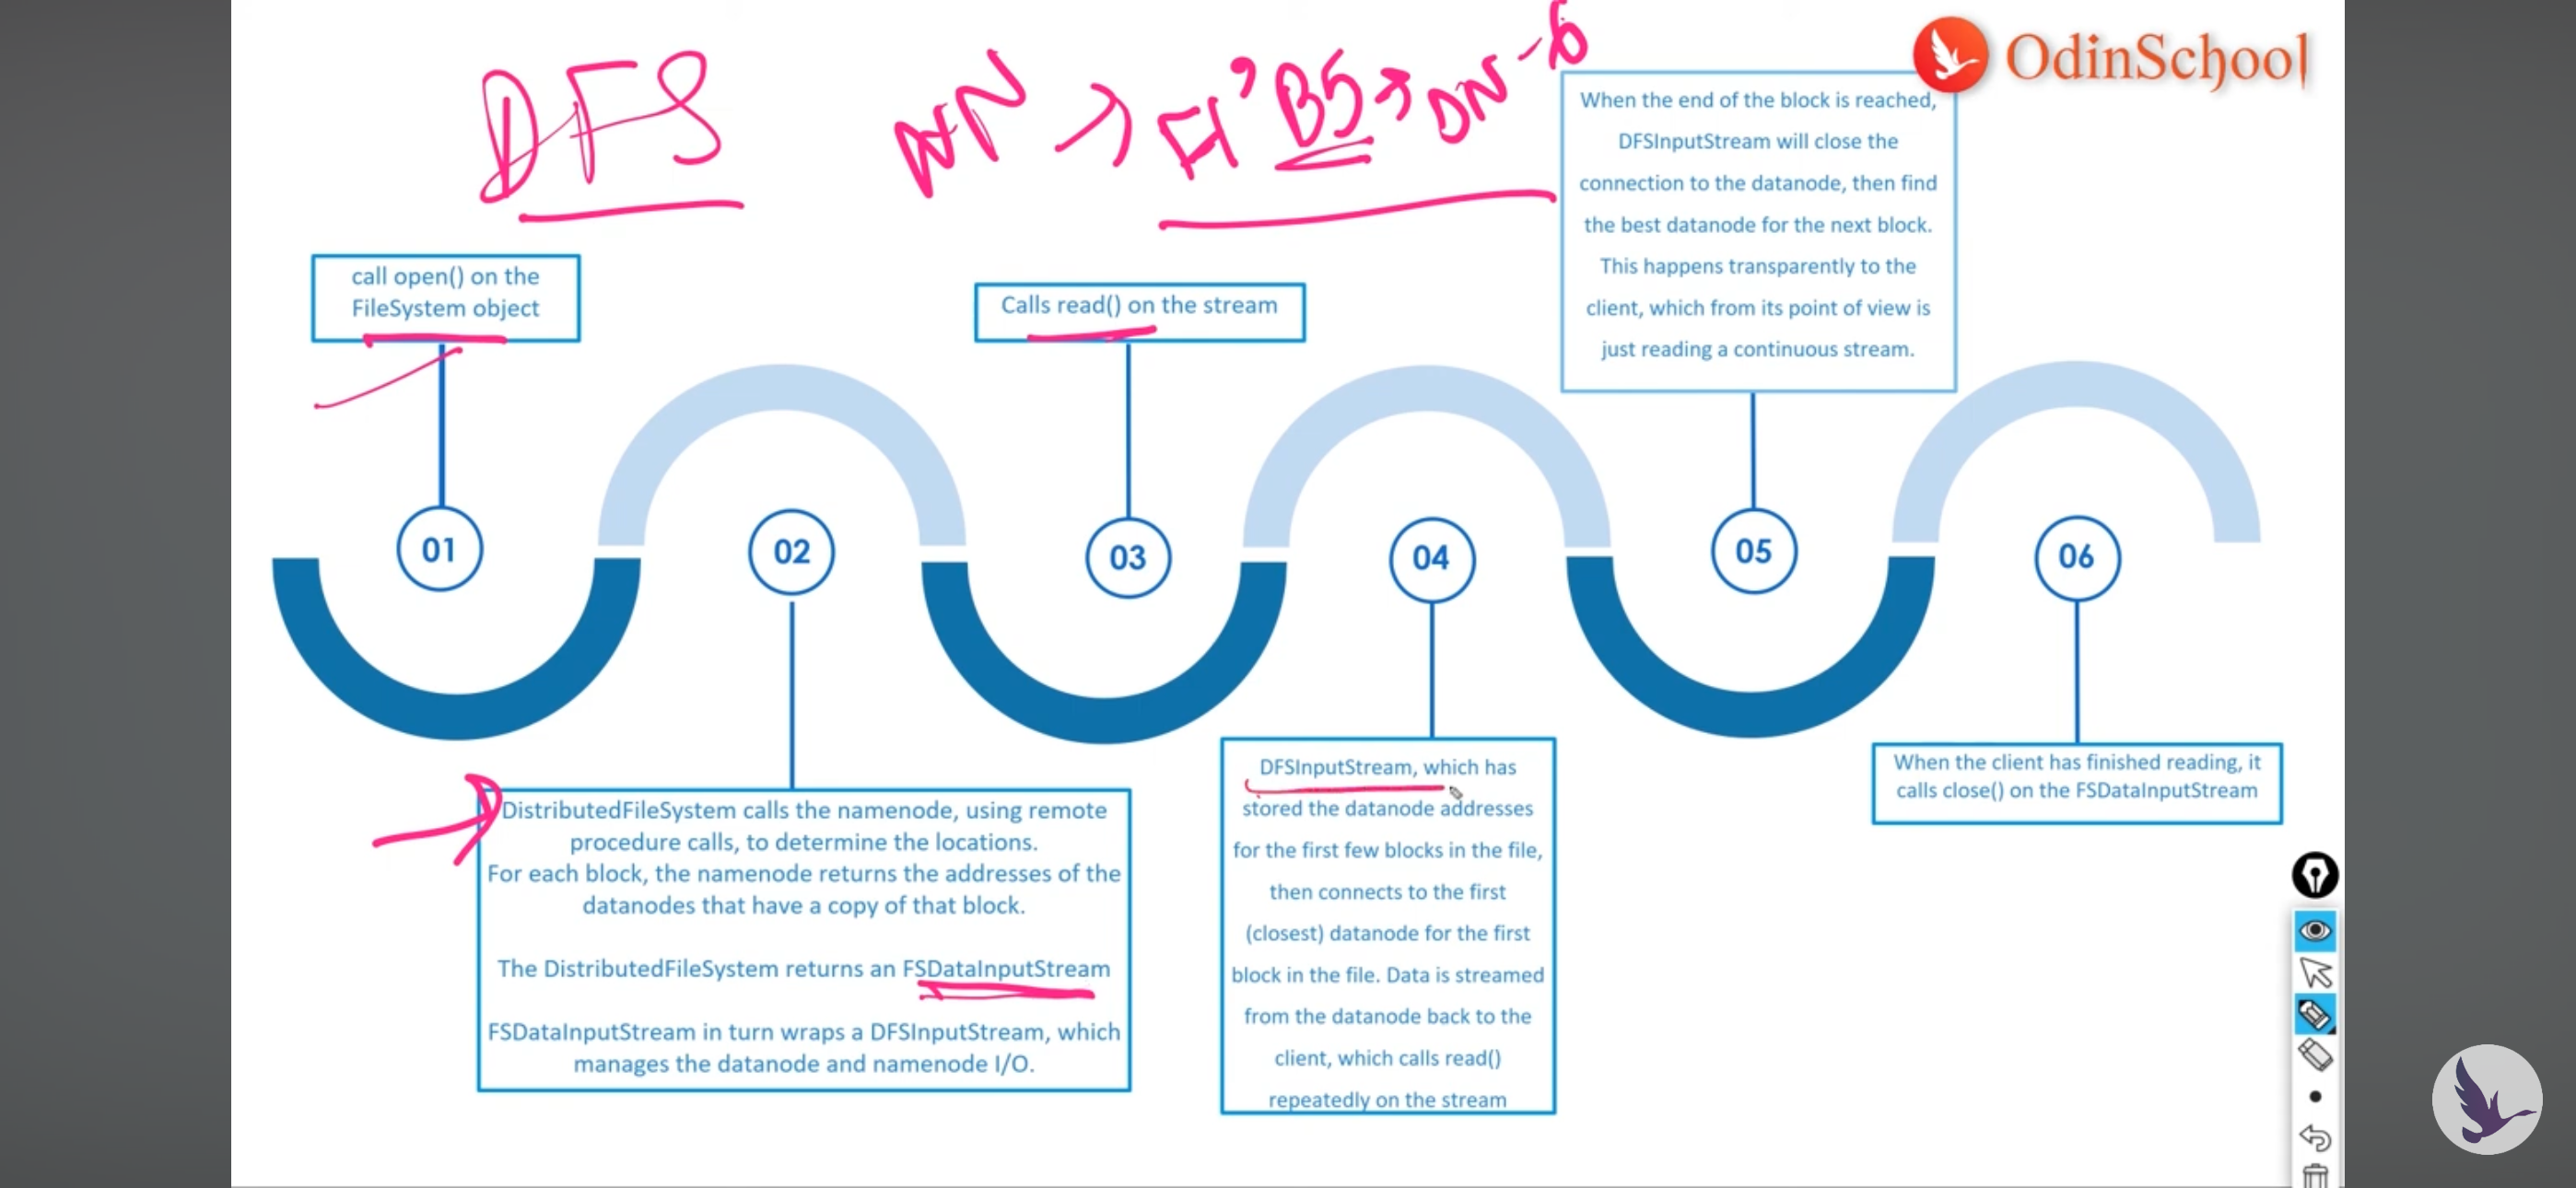 DFS
NN → F1, B5 → DN-6
OdinSchool
call open() on the
FileSystem object
01
DistributedFileSystem calls the namenode, using remote
procedure calls, to determine the locations.
For each block, the namenode returns the addresses of the
datanodes that have a copy of that block.
The DistributedFileSystem returns an FSDataInputStream
FSDataInputStream in turn wraps a DFSInputStream, which
manages the datanode and namenode I/O.
02
Calls read() on the stream
03
DFSInputStream, which has
stored the datanode addresses
for the first few blocks in the file,
then connects to the first
(closest) datanode for the first
block in the file. Data is streamed
from the datanode back to the
client, which calls read()
repeatedly on the stream
04
When the end of the block is reached,
DFSInputStream will close the
connection to the datanode, then find
the best datanode for the next block.
This happens transparently to the
client, which from its point of view is
just reading a continuous stream.
05
When the client has finished reading, it
calls close() on the FSDataInputStream
06